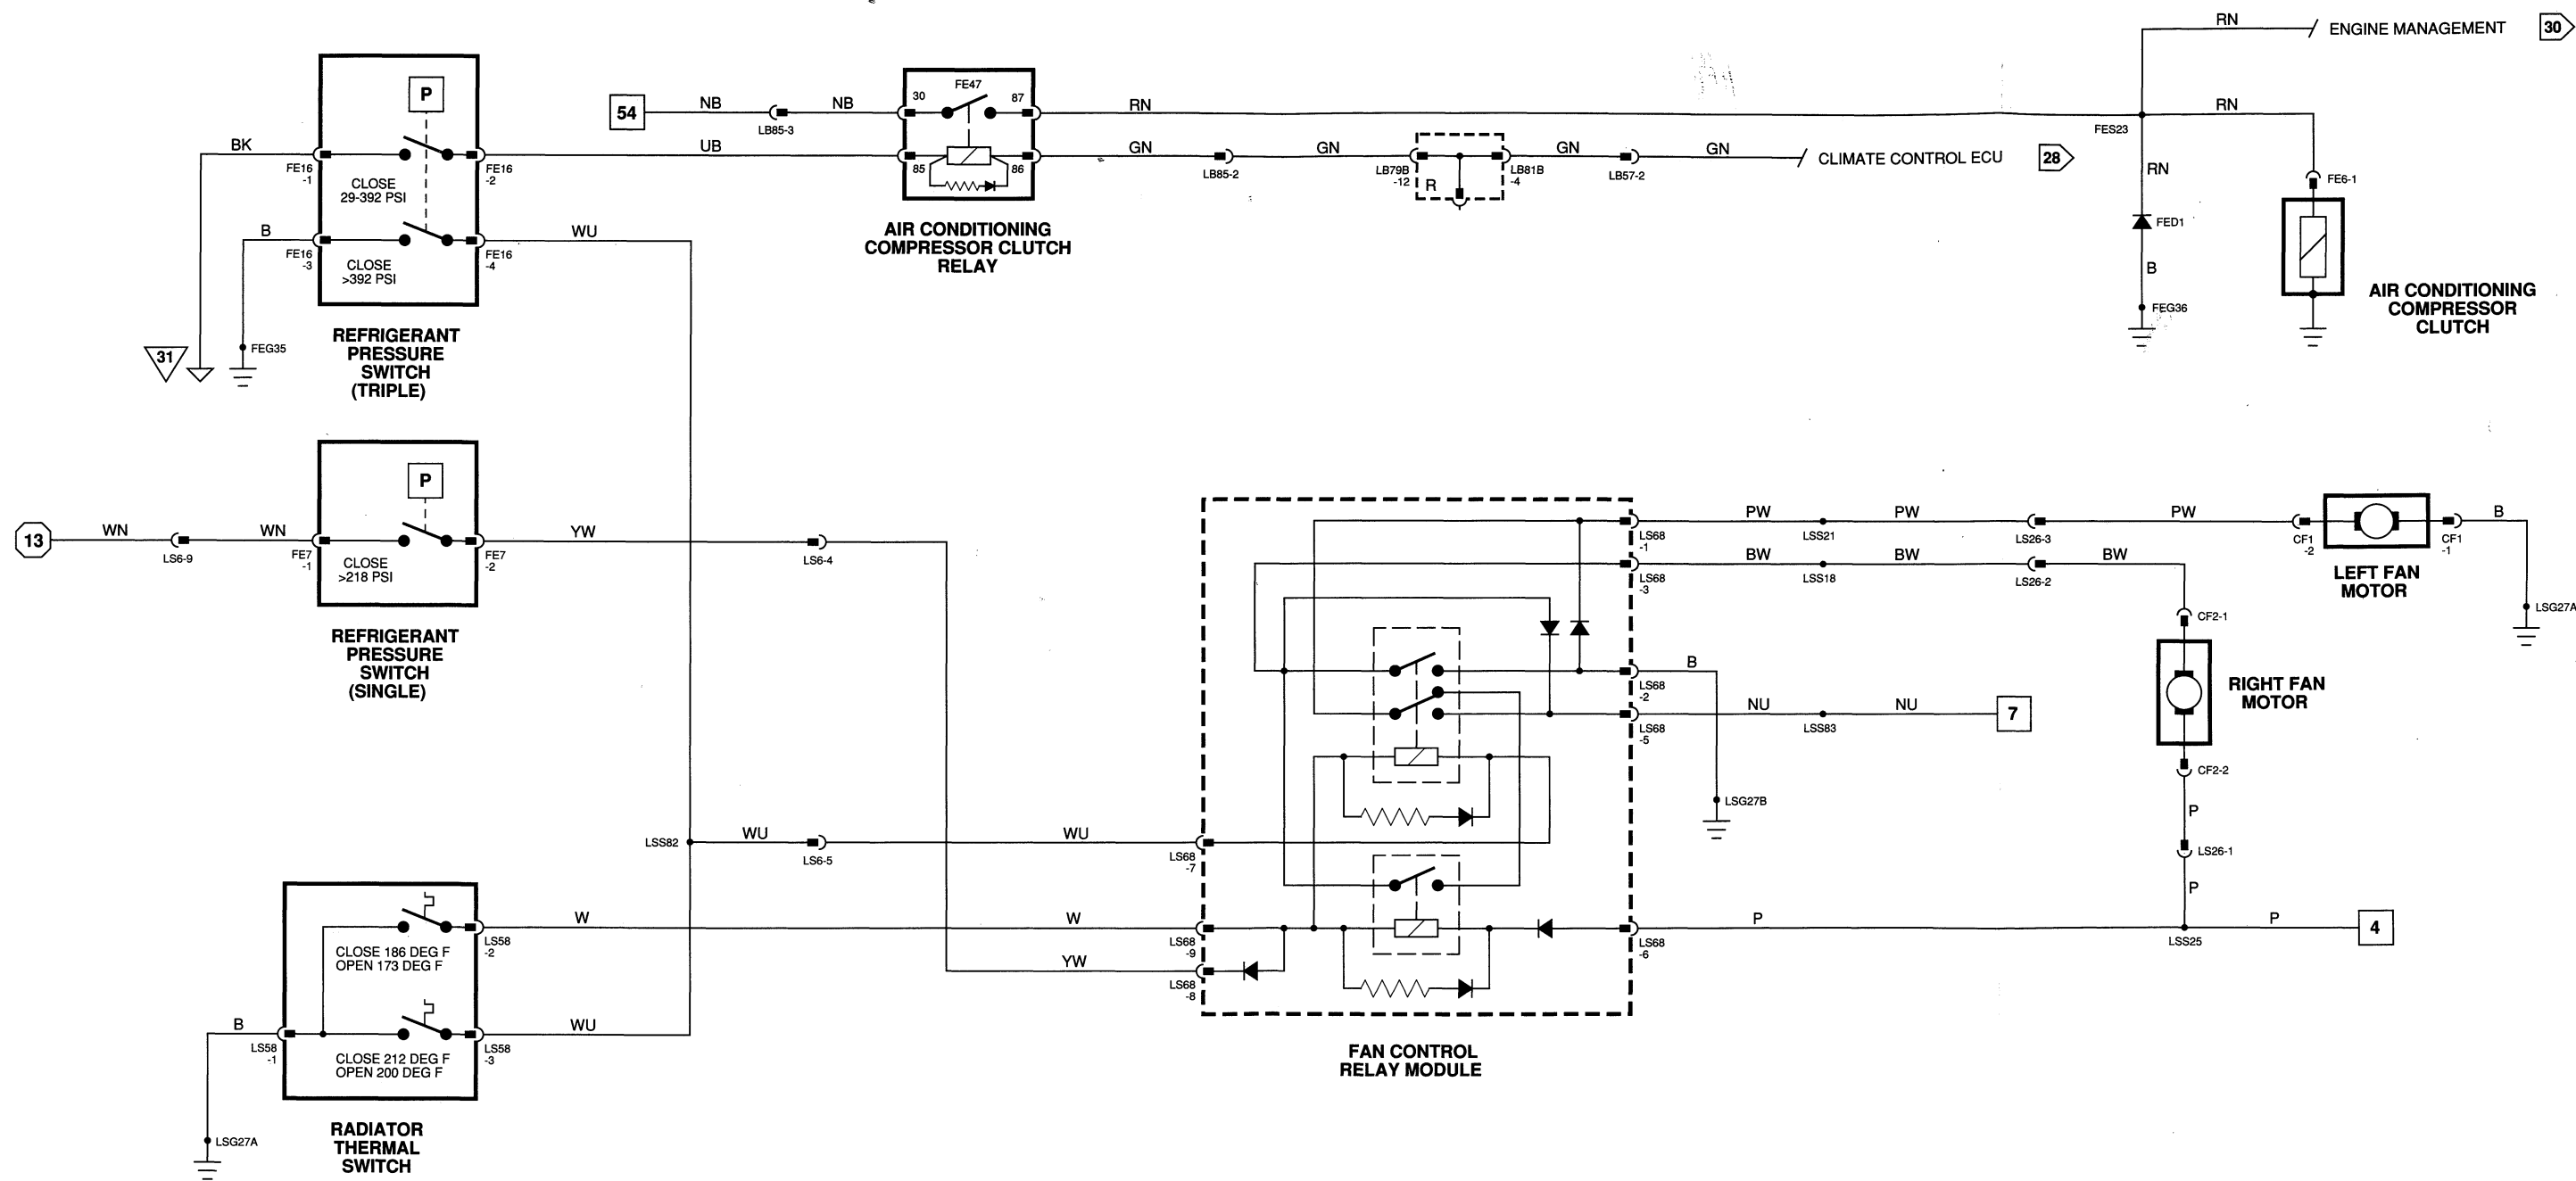 RN
ENGINE MANAGEMENT
30
P
54
NB
NB
LB85-3
FE47
30
87
RN
RN
FES23
BK
FE16
-1
FE16
-2
UB
85
86
GN
LB85-2
GN
LB79B
-12
R
LB81B
-4
GN
LB57-2
GN
CLIMATE CONTROL ECU
28
RN
FE6-1
CLOSE
29-392 PSI
B
FE16
-3
FE16
-4
WU
CLOSE
>392 PSI
AIR CONDITIONING
COMPRESSOR CLUTCH
RELAY
FED1
B
FEG36
AIR CONDITIONING
COMPRESSOR
CLUTCH
31
FEG35
REFRIGERANT
PRESSURE
SWITCH
(TRIPLE)
P
13
WN
LS6-9
WN
FE7
-1
FE7
-2
YW
LS6-4
CLOSE
>218 PSI
REFRIGERANT
PRESSURE
SWITCH
(SINGLE)
LS68
-1
PW
LSS21
PW
LS26-3
PW
CF1
-2
CF1
-1
B
LEFT FAN
MOTOR
LSG27A
LS68
-3
BW
LSS18
BW
LS26-2
BW
CF2-1
LS68
-2
B
RIGHT FAN
MOTOR
LS68
-5
NU
LSS83
NU
7
CF2-2
LSG27B
P
LSS82
WU
LS6-5
WU
LS68
-7
LS26-1
P
W
W
LS58
-2
LS68
-9
LS68
-6
P
LSS25
P
4
CLOSE 186 DEG F
OPEN 173 DEG F
YW
LS68
-8
B
LS58
-1
LS58
-3
WU
CLOSE 212 DEG F
OPEN 200 DEG F
FAN CONTROL
RELAY MODULE
LSG27A
RADIATOR
THERMAL
SWITCH